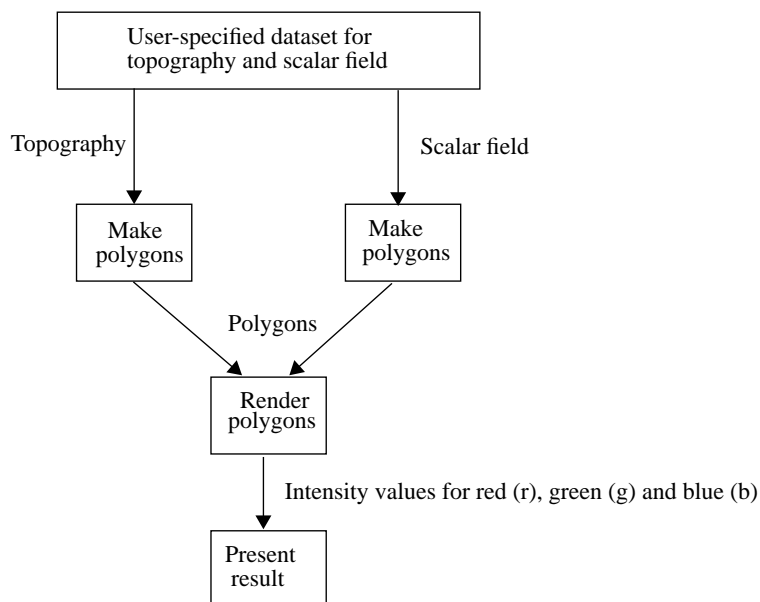 User-specified dataset for
topography and scalar field
Topography
Scalar field
Make
polygons
Make
polygons
Polygons
Render
polygons
Intensity values for red (r), green (g) and blue (b)
Present
result